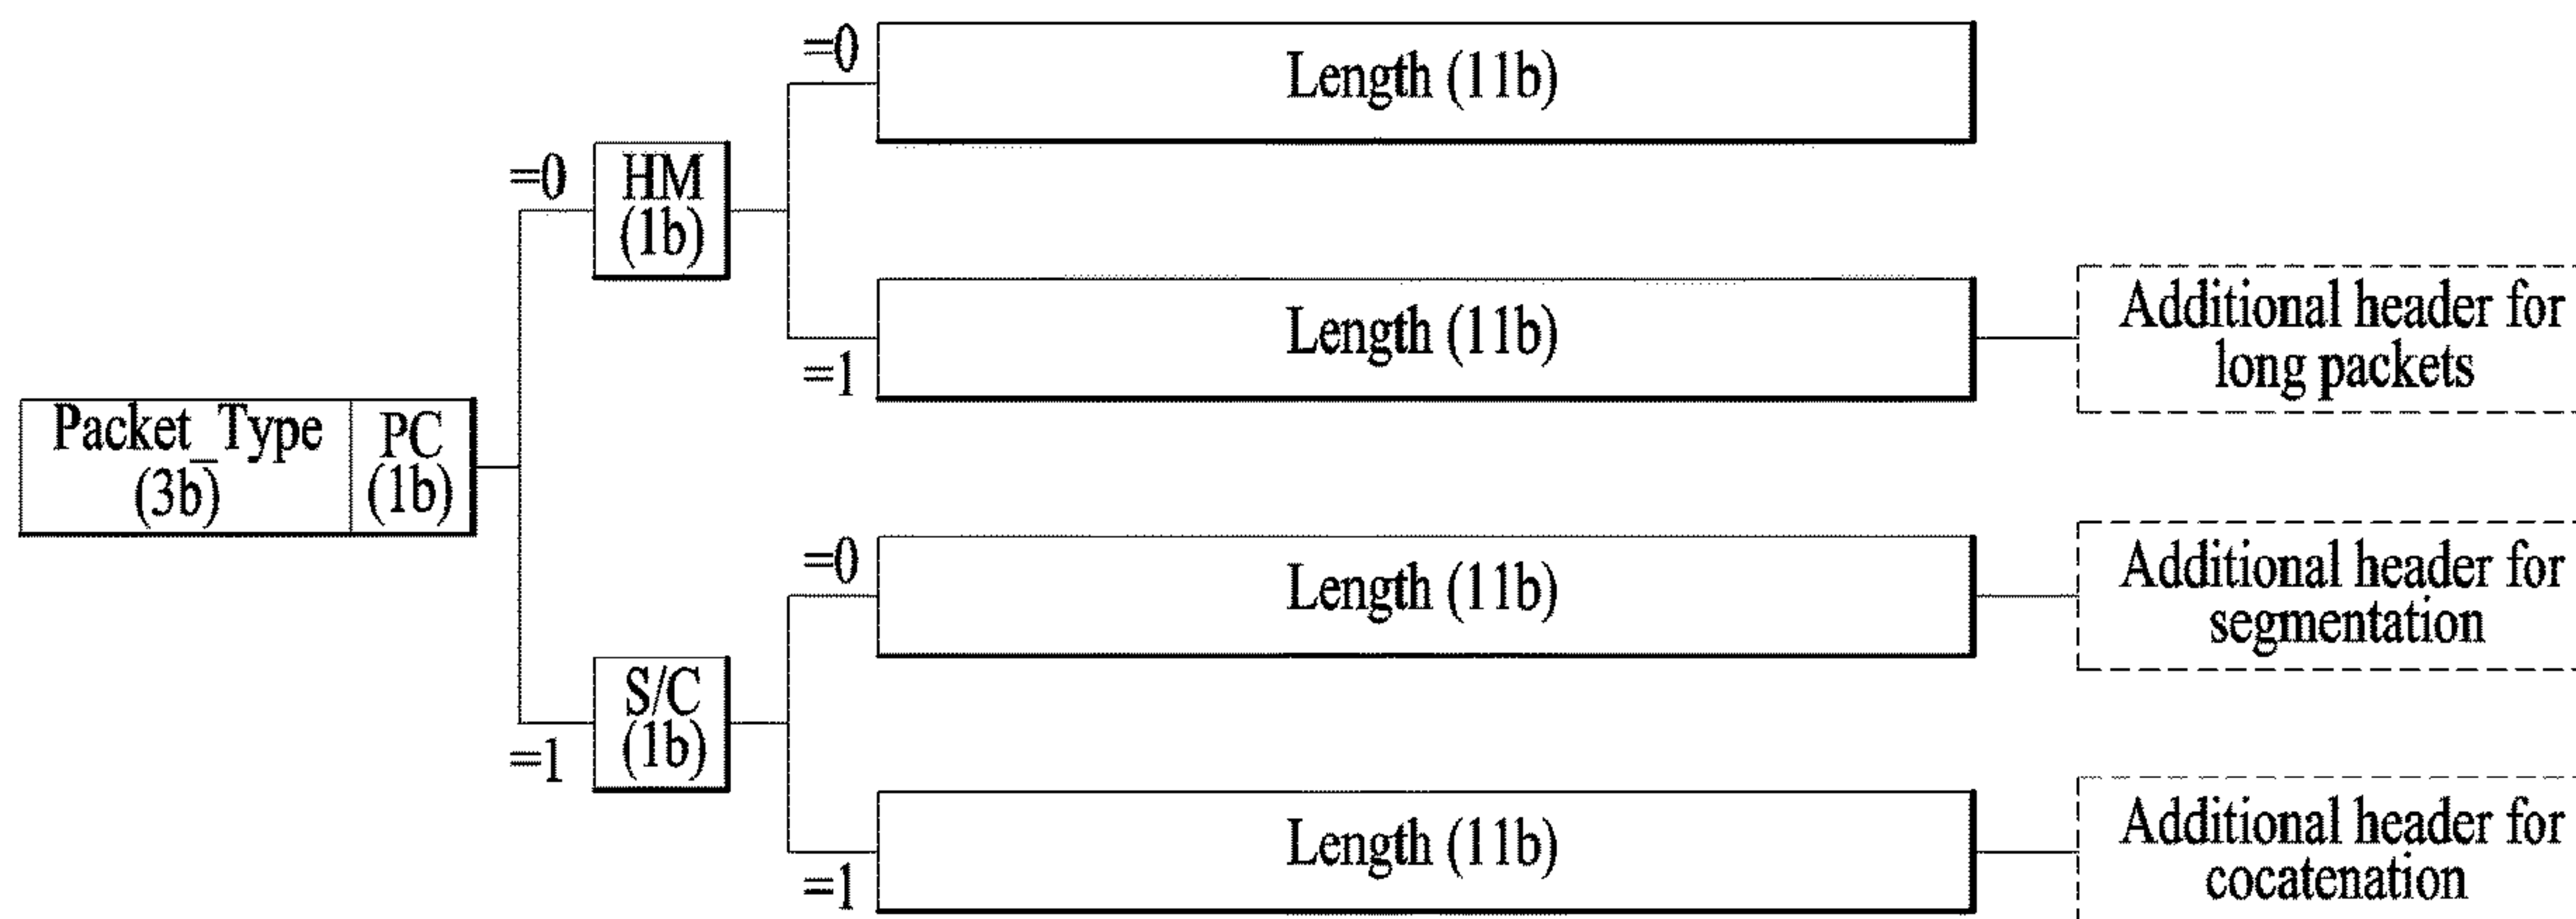 =0
Length (11b)
=0
HM
(1b)
=1
Length (11b)
Additional header for
long packets
Packet_Type
(3b)
PC
(1b)
=0
Length (11b)
Additional header for
segmentation
=1
S/C
(1b)
=1
Length (11b)
Additional header for
cocatenation